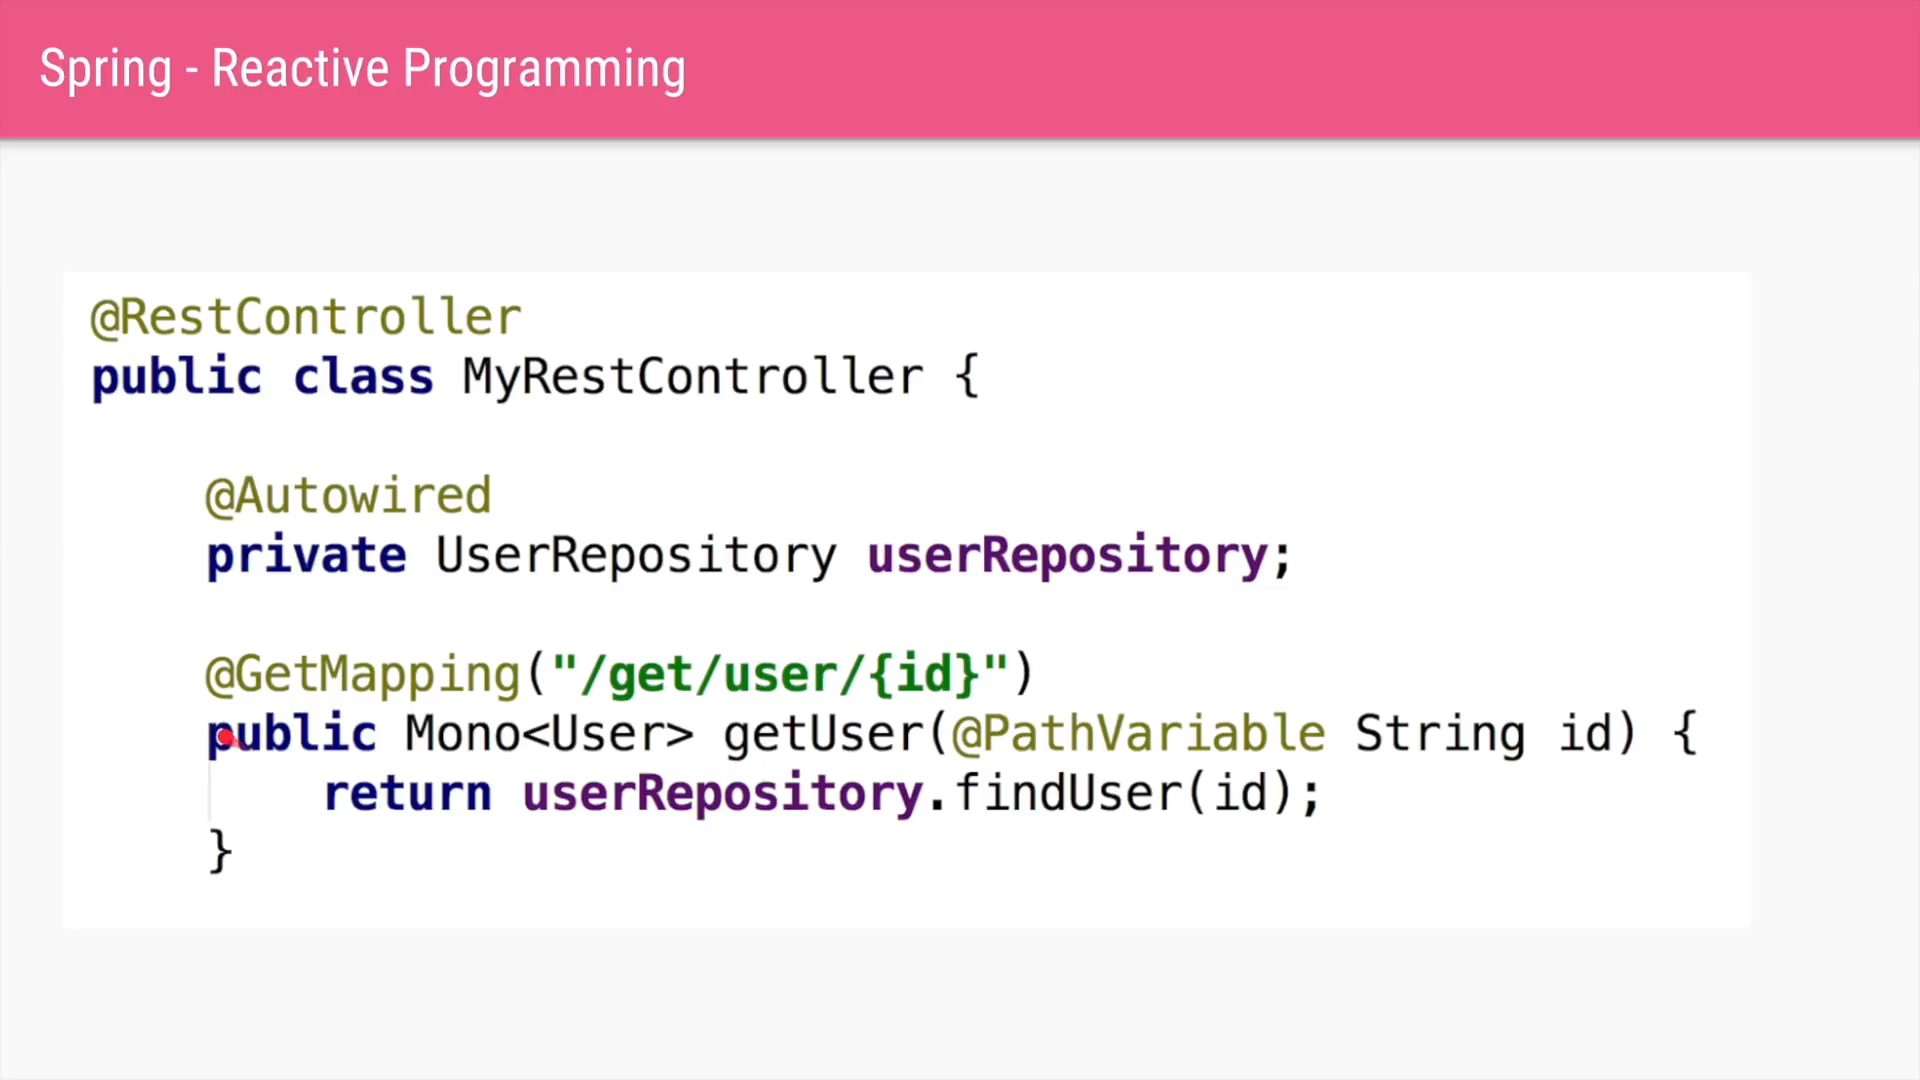 Spring - Reactive Programming
@RestController
public class MyRestController {
@Autowired
private UserRepository userRepository;
@GetMapping("/get/user/{id}")
public Mono<User> getUser(@PathVariable String id) {
return userRepository.findUser(id);
}